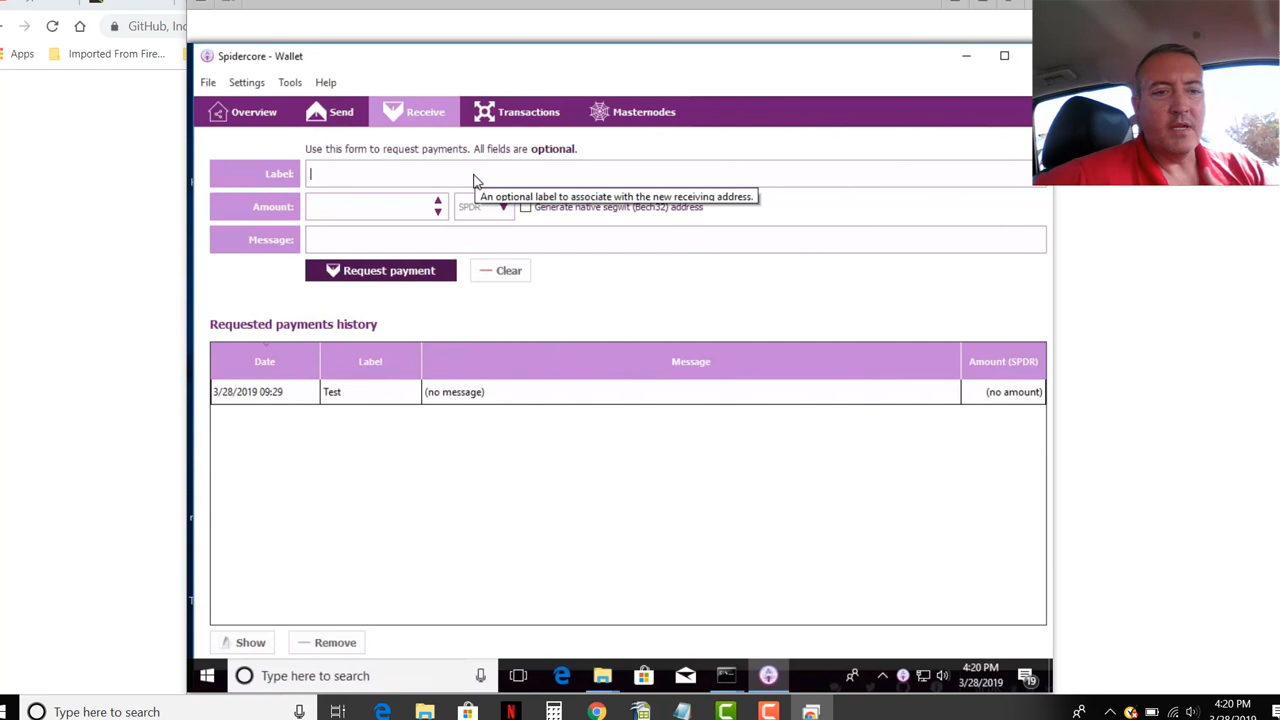 GitHub, Inc
Apps
Imported From Fire...
Spidercore - Wallet
File Settings Tools Help
Overview Send Receive Transactions Masternodes
Use this form to request payments. All fields are optional.
Label:
An optional label to associate with the new receiving address.
Amount: SPDR Generate native segwit (Bech32) address
Message:
Request payment Clear
Requested payments history
Date Label Message Amount (SPDR)
3/28/2019 09:29 Test (no message) (no amount)
Show Remove
Type here to search
4:20 PM
3/28/2019
19
Type here to search
4:20 PM